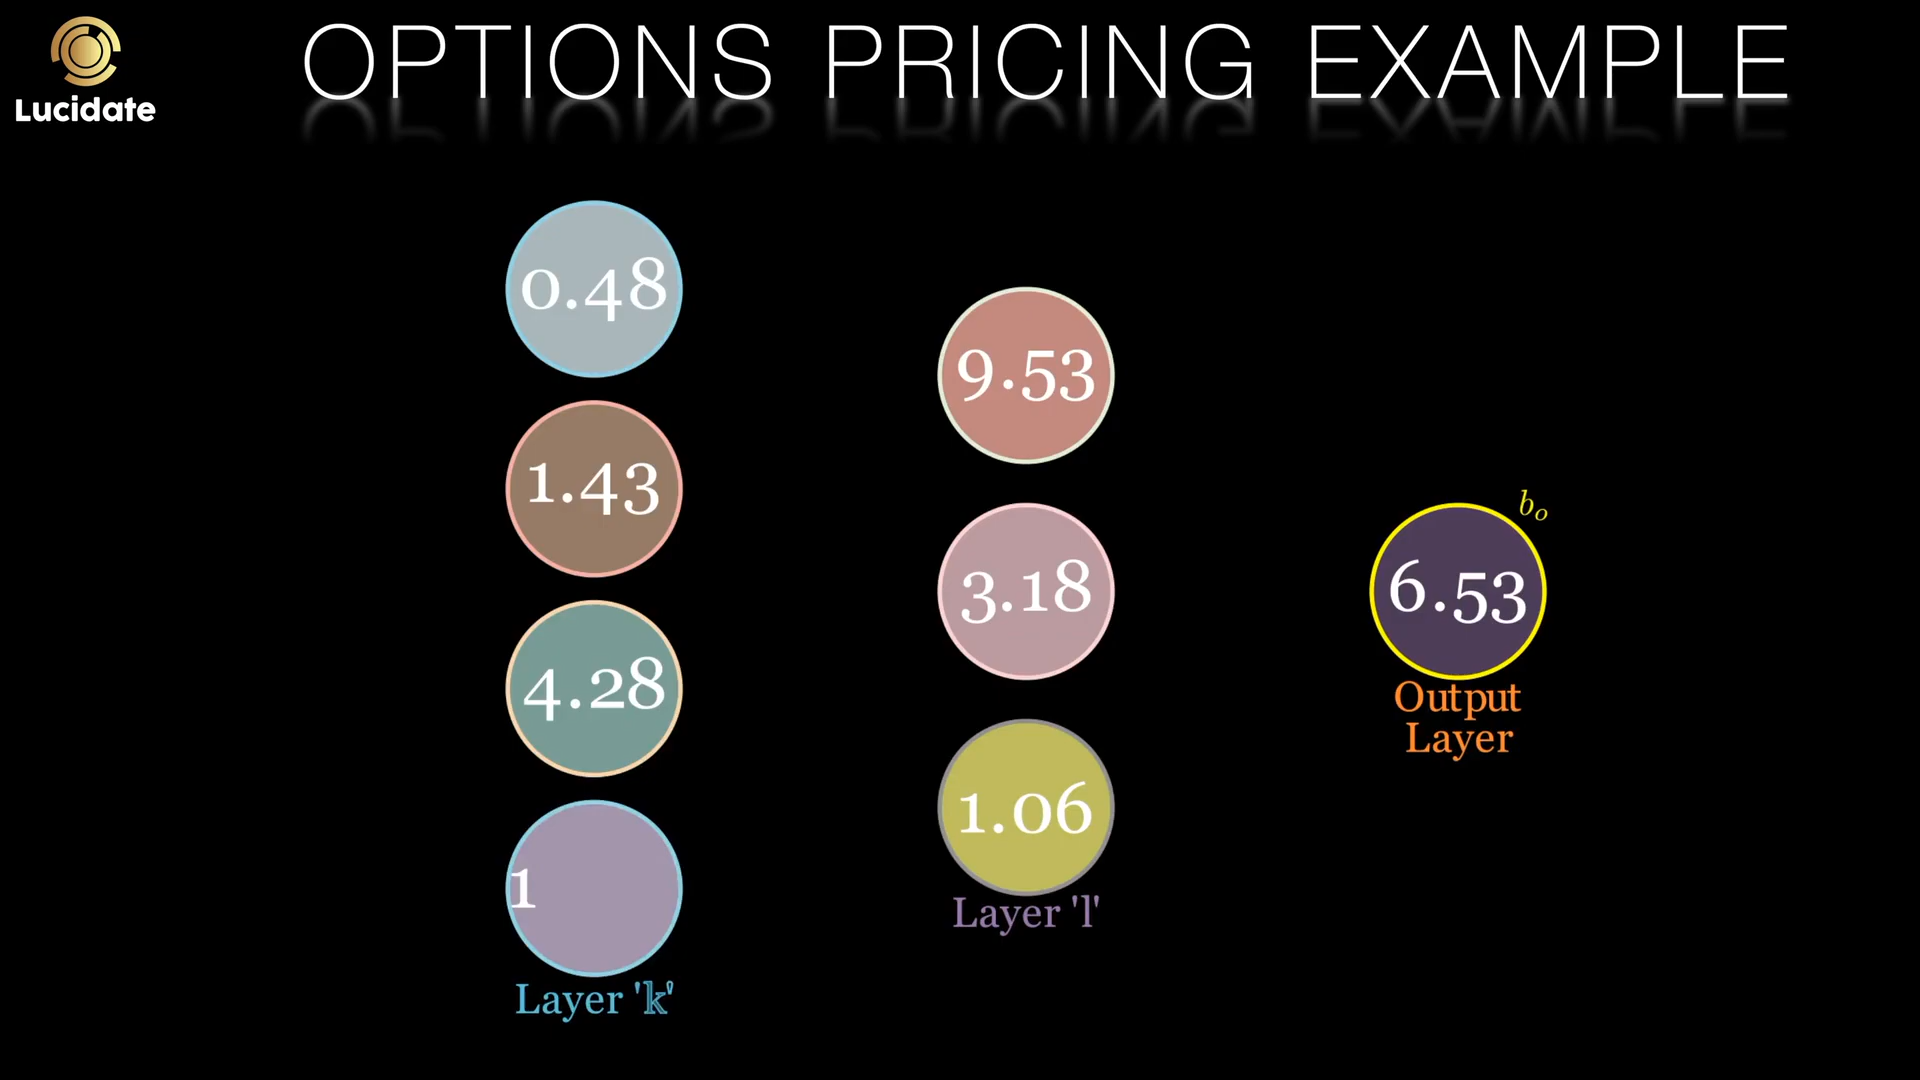 Lucidate
OPTIONS PRICING EXAMPLE
0.48
1.43
4.28
1
Layer 'k'
9.53
3.18
1.06
Layer 'l'
bₒ
6.53
Output
Layer